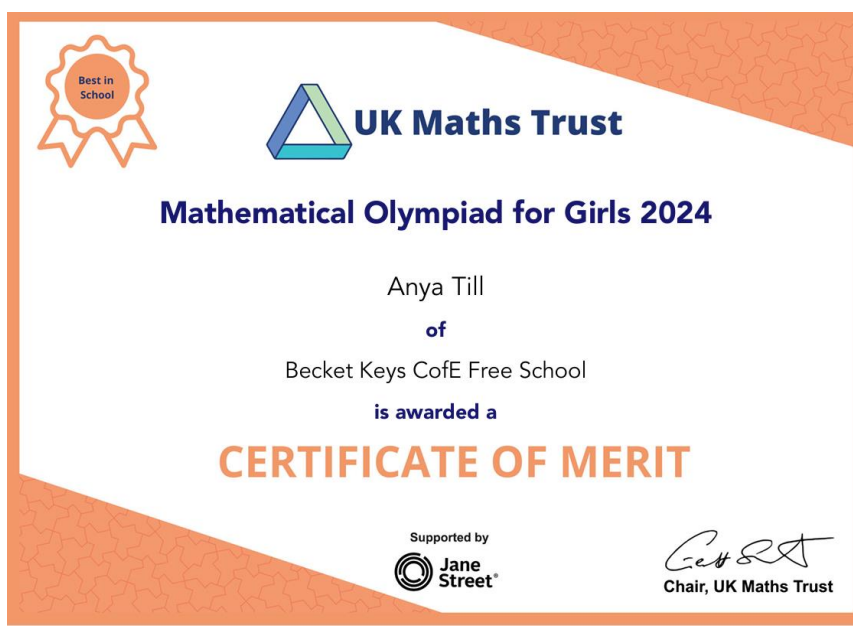 Best in
School
UK Maths Trust
Mathematical Olympiad for Girls 2024
Anya Till
of
Becket Keys CofE Free School
is awarded a
CERTIFICATE OF MERIT
Supported by
Jane
Street®
Chair, UK Maths Trust